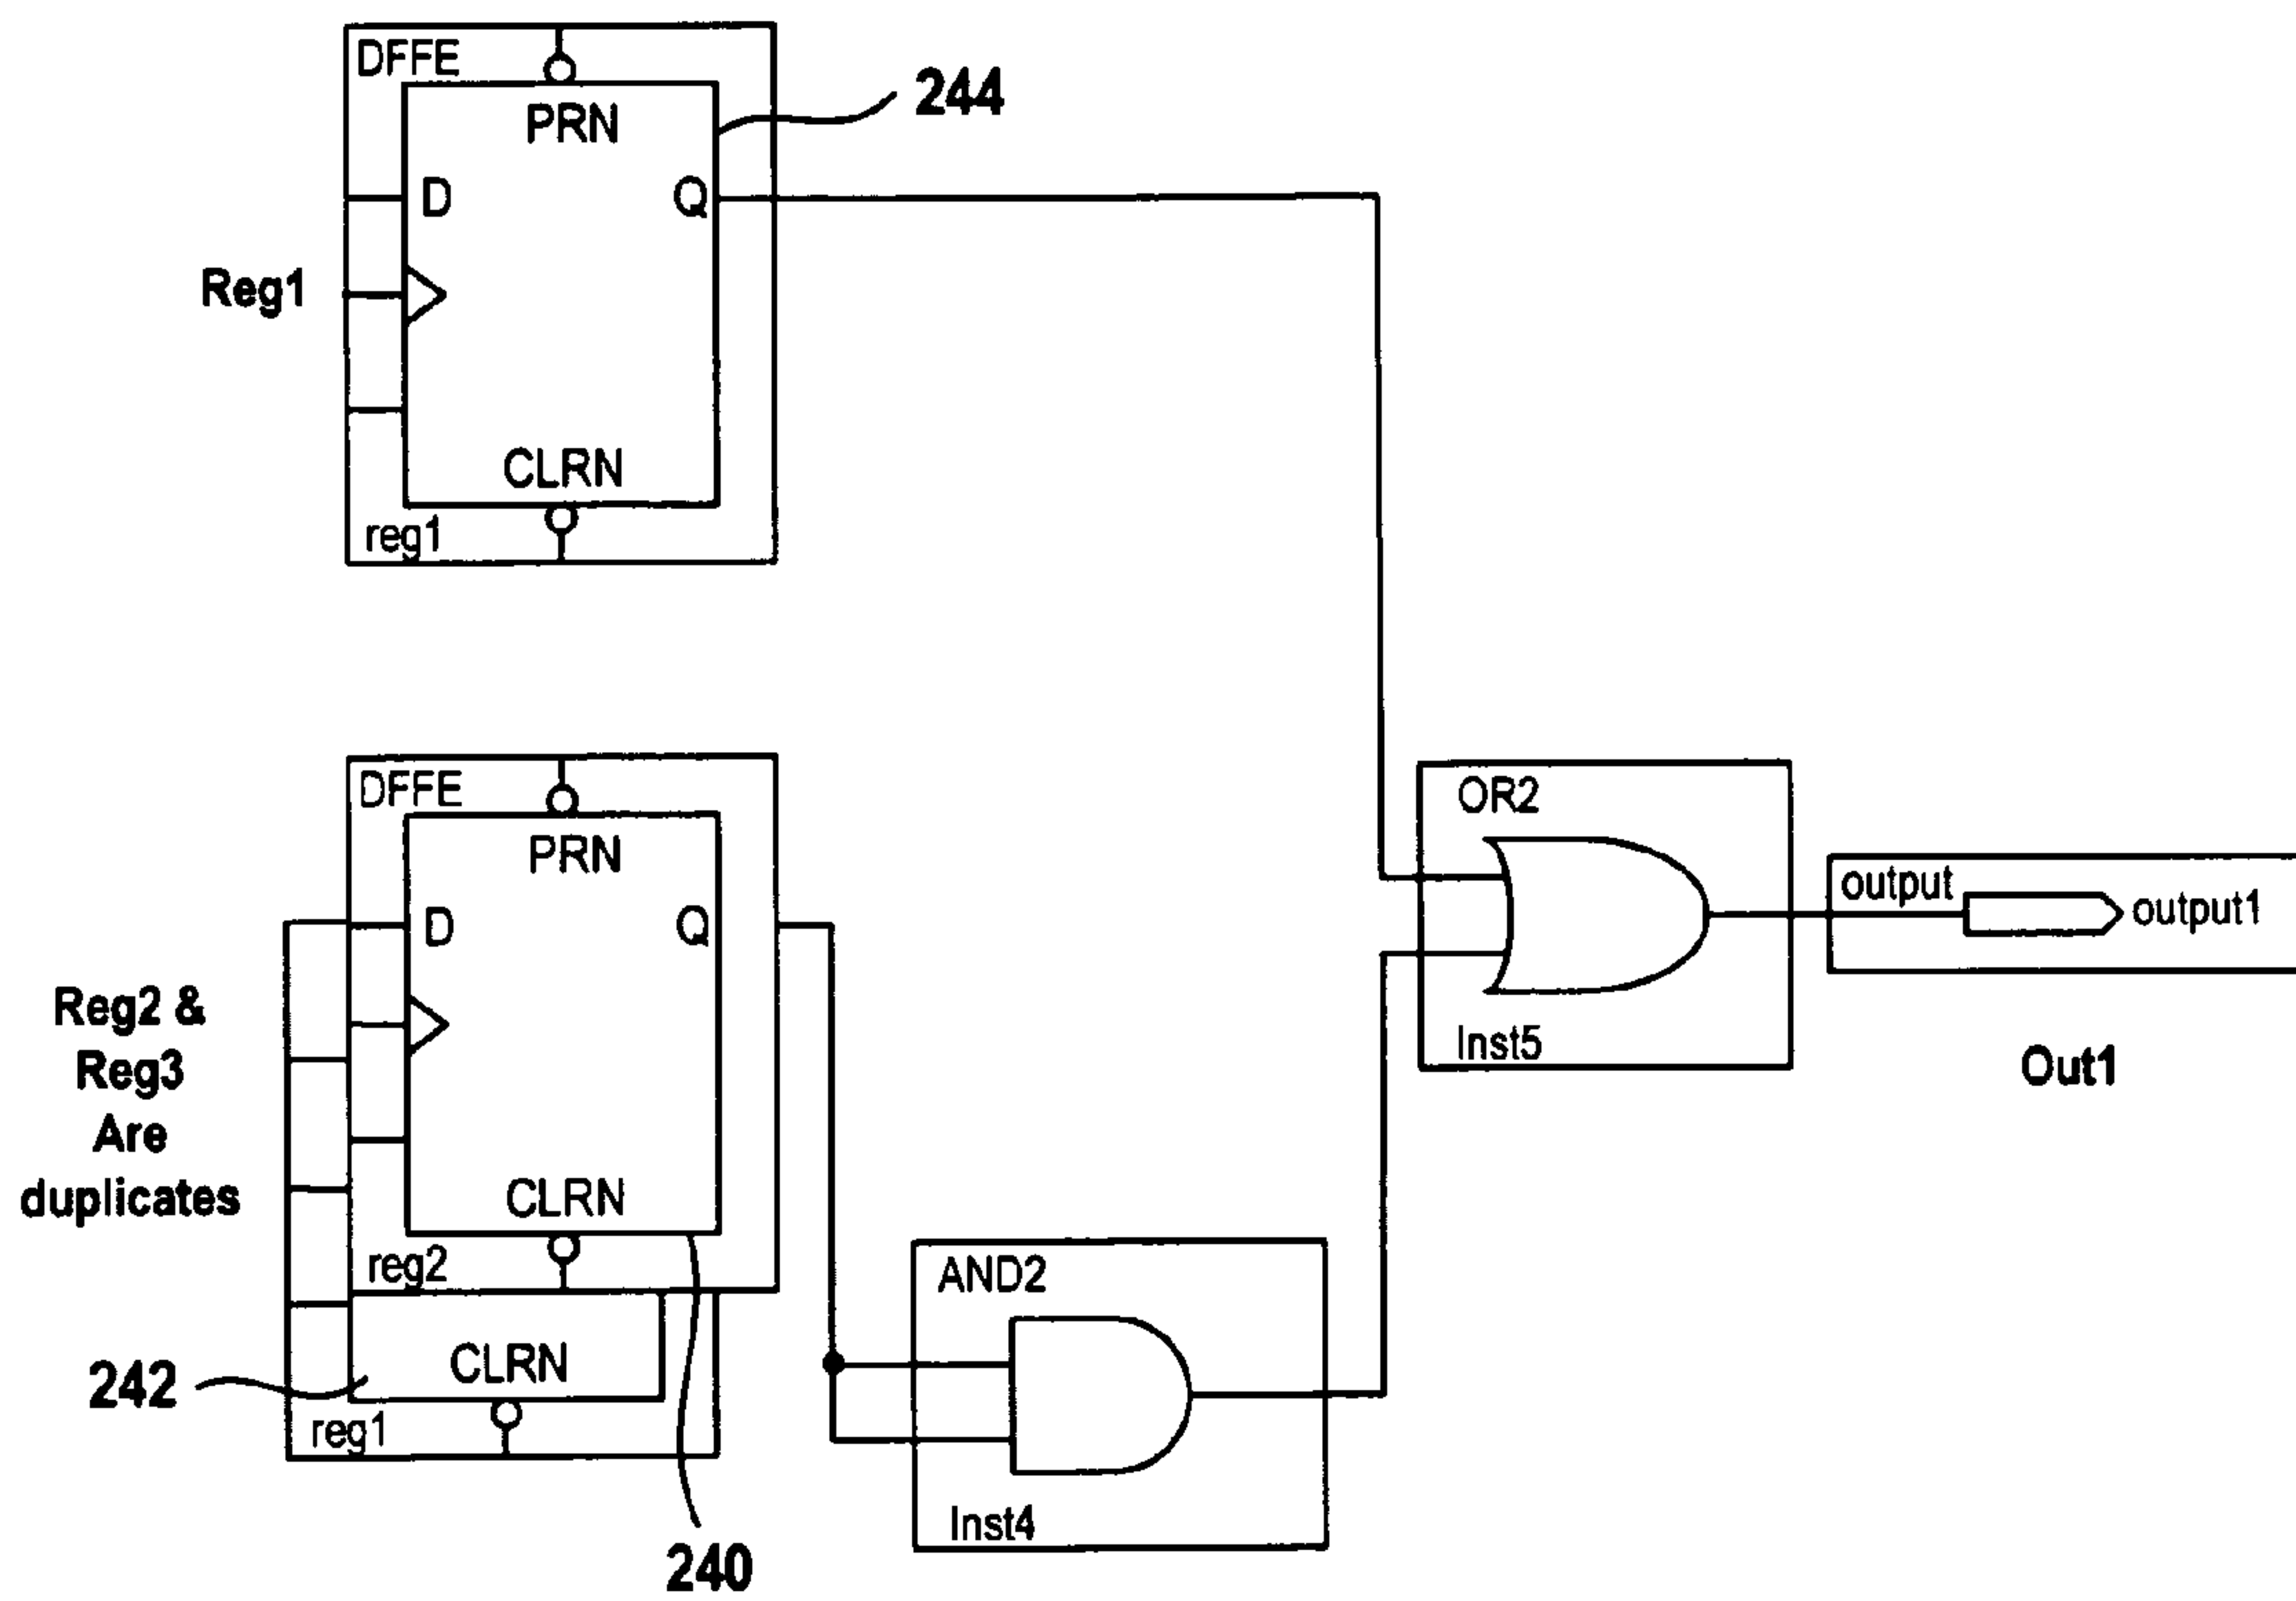 DFFE
PRN
244
D
Q
Reg1
CLRN
reg1
DFFE
PRN
D
Q
Reg2 &
Reg3
Are
duplicates
CLRN
reg2
CLRN
242
reg1
240
AND2
Inst4
OR2
Inst5
output
output1
Out1